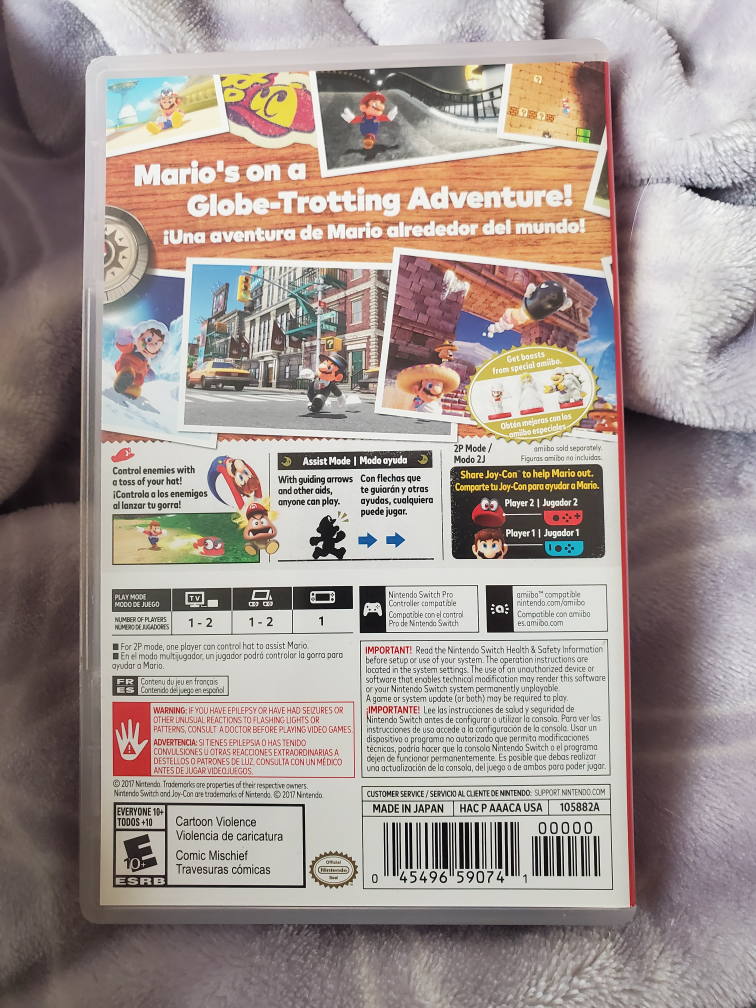 Mario's on a
Globe-Trotting Adventure!
¡Una aventura de Mario alrededor del mundo!
Get boosts
from special amiibo.
Obtén mejoras con los
amiibo especiales.
Control enemies with
a toss of your hat!
¡Controla a los enemigos
al lanzar tu gorra!
Assist Mode | Modo ayuda
With guiding arrows
and other aids,
anyone can play.
Con flechas que
te guiarán y otras
ayudas, cualquiera
puede jugar.
2P Mode /
Modo 2J
amiibo sold separately.
Figuras amiibo no incluidas.
Share Joy-Con™ to help Mario out.
Comparte tu Joy-Con para ayudar a Mario.
Player 2 | Jugador 2
Player 1 | Jugador 1
PLAY MODE
MODO DE JUEGO
TV
NUMBER OF PLAYERS
NÚMERO DE JUGADORES
1 - 2
1 - 2
1
Nintendo Switch Pro
Controller compatible
Compatible con el control
Pro de Nintendo Switch
amiibo™ compatible
nintendo.com/amiibo
Compatible con amiibo
es.amiibo.com
■ For 2P mode, one player can control hat to assist Mario.
■ En el modo multijugador, un jugador podrá controlar la gorra para
ayudar a Mario.
FR Contenu du jeu en français
ES Contenido del juego en español
WARNING: IF YOU HAVE EPILEPSY OR HAVE HAD SEIZURES OR
OTHER UNUSUAL REACTIONS TO FLASHING LIGHTS OR
PATTERNS, CONSULT A DOCTOR BEFORE PLAYING VIDEO GAMES.
ADVERTENCIA: SI TIENES EPILEPSIA O HAS TENIDO
CONVULSIONES U OTRAS REACCIONES EXTRAORDINARIAS A
DESTELLOS O PATRONES DE LUZ, CONSULTA CON UN MÉDICO
ANTES DE JUGAR VIDEOJUEGOS.
© 2017 Nintendo. Trademarks are properties of their respective owners.
Nintendo Switch and Joy-Con are trademarks of Nintendo. © 2017 Nintendo.
IMPORTANT! Read the Nintendo Switch Health & Safety Information
before setup or use of your system. The operation instructions are
located in the system settings. The use of an unauthorized device or
software that enables technical modification may render this software
or your Nintendo Switch system permanently unplayable.
A game or system update (or both) may be required to play.
¡IMPORTANTE! Lee las instrucciones de salud y seguridad de
Nintendo Switch antes de configurar o utilizar la consola. Para ver las
instrucciones de uso accede a la configuración de la consola. Usar un
dispositivo o programa no autorizado que permita modificaciones
técnicas, podría hacer que la consola Nintendo Switch o el programa
dejen de funcionar permanentemente. Es posible que debas realizar
una actualización de la consola, del juego o de ambos para poder jugar.
CUSTOMER SERVICE / SERVICIO AL CLIENTE DE NINTENDO: SUPPORT.NINTENDO.COM
MADE IN JAPAN
HAC P AAACA USA
105882A
EVERYONE 10+
TODOS +10
E
10+
ESRB
Cartoon Violence
Violencia de caricatura
Comic Mischief
Travesuras cómicas
Official
Nintendo
Seal
00000
0 45496 59074 1